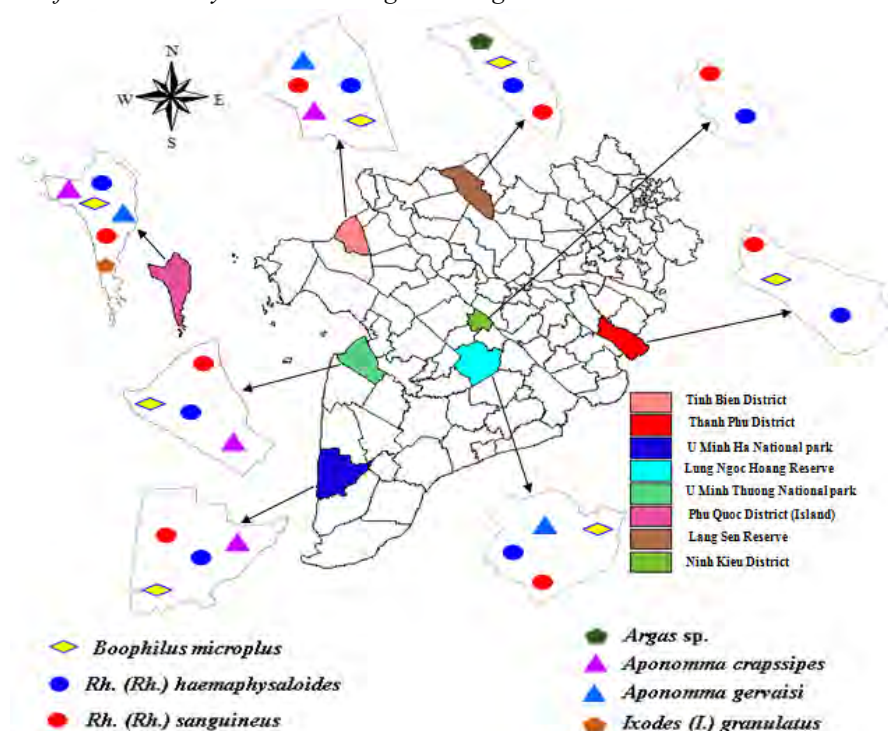 N
W E
S
Tinh Bien District
Thanh Phu District
U Minh Ha National park
Lung Ngoc Hoang Reserve
U Minh Thuong National park
Phu Quoc District (Island)
Lang Sen Reserve
Ninh Kieu District
Boophilus microplus
Rh. (Rh.) haemaphysaloides
Rh. (Rh.) sanguineus
Argas sp.
Aponomma crapssipes
Aponomma gervaisi
Ixodes (I.) granulatus